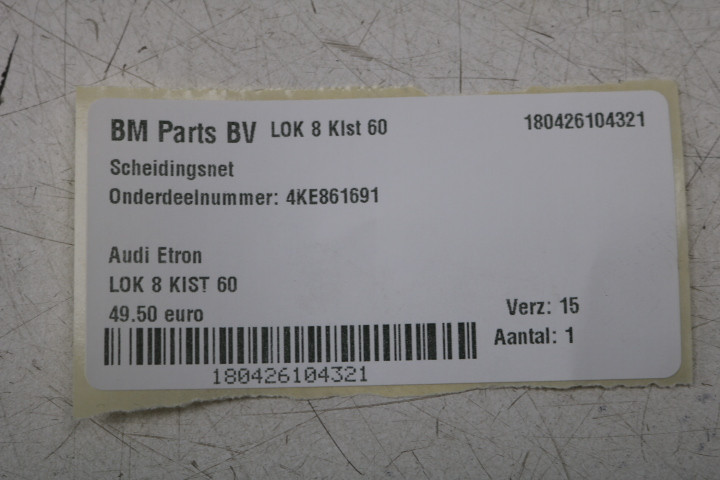 BM Parts BV LOK 8 KIst 60 180426104321
Scheidingsnet
Onderdeelnummer: 4KE861691
Audi Etron
LOK 8 KIST 60
49.50 euro
Verz: 15
Aantal: 1
180426104321